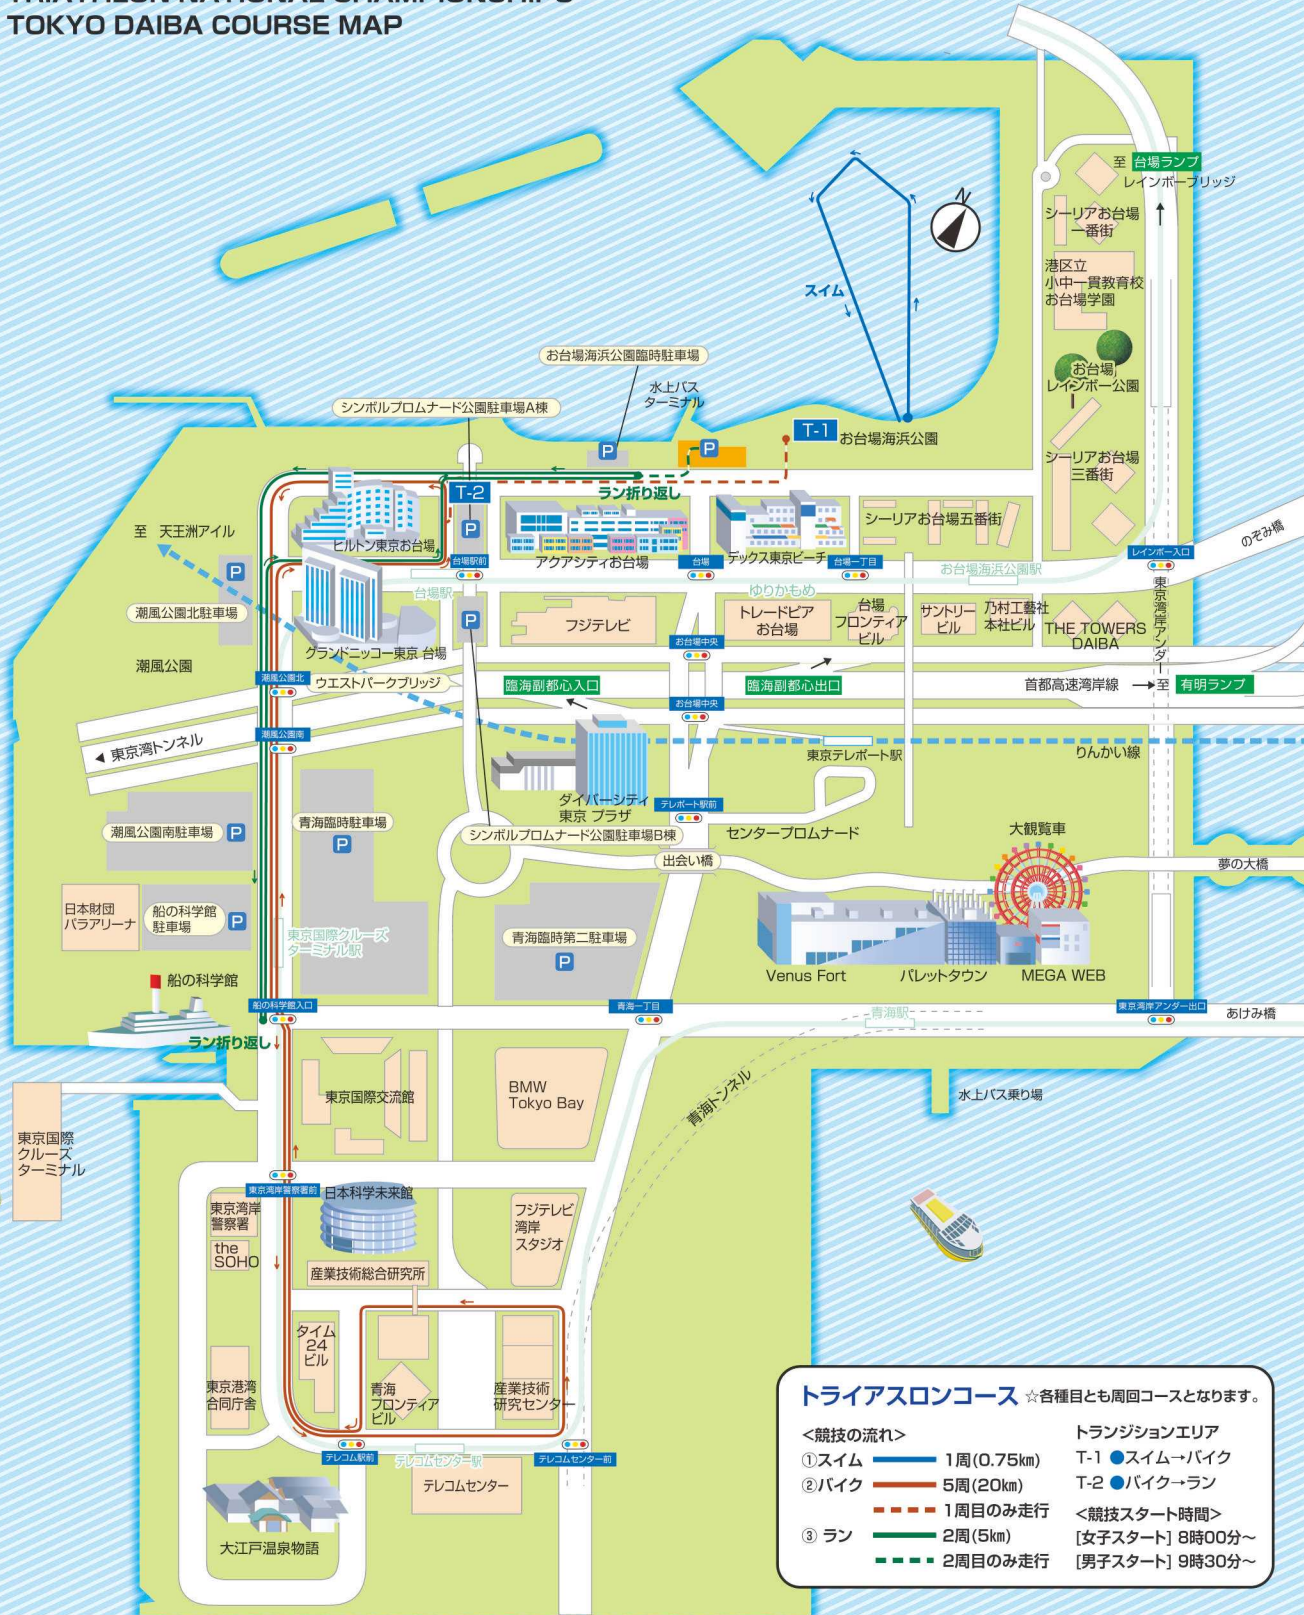 TOKYO DAIBA COURSE MAP
至 台場ランプ
レインボーブリッジ
N
シーリアお台場
一番街
港区立
小中一貫教育校
お台場学園
スイム
お台場
レインボー公園
お台場海浜公園臨時駐車場
水上バス
ターミナル
シンボルプロムナード公園駐車場A棟
T-1
お台場海浜公園
P
P
シーリアお台場
三番街
T-2
ラン折り返し
至 天王洲アイル
ヒルトン東京お台場
P
アクアシティお台場
デックス東京ビーチ
シーリアお台場五番街
のぞみ橋
台場駅前
台場
台場一丁目
レインボー入口
お台場海浜公園駅
P
台場駅
ゆりかもめ
東京湾岸アンダー
潮風公園北駐車場
P
フジテレビ
トレードピア
お台場
台場
フロンティア
ビル
サントリー
ビル
乃村工藝社
本社ビル
THE TOWERS
DAIBA
お台場中央
グランドニッコー東京 台場
潮風公園
潮風公園北
ウエストパークブリッジ
臨海副都心入口
臨海副都心出口
首都高速湾岸線
至 有明ランプ
お台場中央
潮風公園南
東京湾トンネル
東京テレポート駅
りんかい線
ダイバーシティ
東京 プラザ
テレポート駅前
潮風公園南駐車場
P
青海臨時駐車場
P
シンボルプロムナード公園駐車場B棟
センタープロムナード
大観覧車
出会い橋
夢の大橋
日本財団
パラアリーナ
船の科学館
駐車場
P
東京国際クルーズ
ターミナル駅
青海臨時第二駐車場
P
Venus Fort
パレットタウン
MEGA WEB
船の科学館
船の科学館入口
青海一丁目
東京湾岸アンダー出口
青海駅
あけみ橋
ラン折り返し
東京国際交流館
BMW
Tokyo Bay
青海トンネル
水上バス乗り場
東京国際
クルーズ
ターミナル
東京湾岸警察署前
日本科学未来館
東京湾岸
警察署
フジテレビ
湾岸
スタジオ
the
SOHO
産業技術総合研究所
タイム
24
ビル
東京港湾
合同庁舎
青海
フロンティア
ビル
産業技術
研究センター
テレコム駅前
テレコムセンター駅
テレコムセンター前
テレコムセンター
大江戸温泉物語
トライアスロンコース ☆各種目とも周回コースとなります。
<競技の流れ>
①スイム 1周(0.75km)
②バイク 5周(20km)
1周目のみ走行
③ ラン 2周(5km)
2周目のみ走行
トランジションエリア
T-1 ●スイム→バイク
T-2 ●バイク→ラン
<競技スタート時間>
[女子スタート] 8時00分～
[男子スタート] 9時30分～